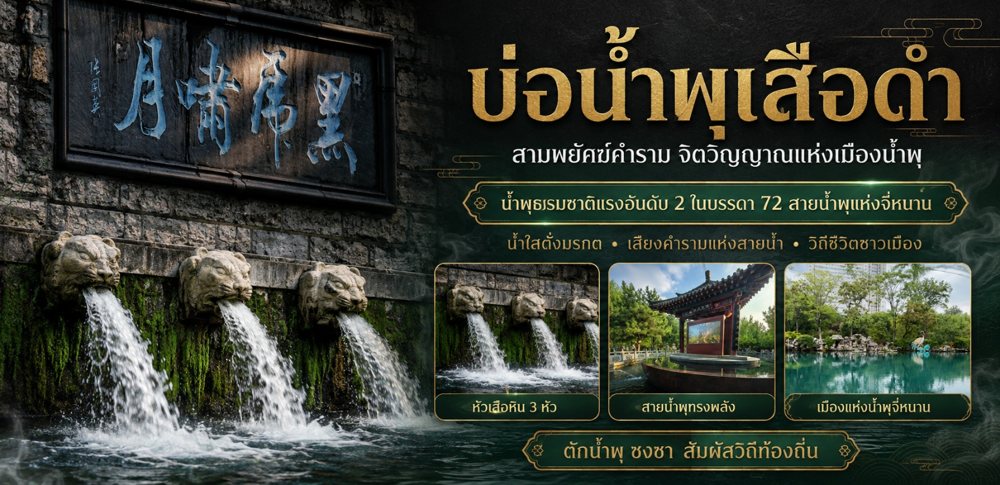 黑虎啸月
张国英
บ่อน้ำพุเสือดำ
สามพยัคฆ์คำราม จิตวิญญาณแห่งเมืองน้ำพุ
น้ำพุธรรมชาติแรงอันดับ 2 ในบรรดา 72 สายน้ำพุแห่งจี่หนาน
น้ำใสดั่งมรกต • เสียงคำรามแห่งสายน้ำ • วิถีชีวิตชาวเมือง
หัวเสือหิน 3 หัว
สายน้ำพุทรงพลัง
เมืองแห่งน้ำพุจี่หนาน
ตักน้ำพุ ชงชา สัมผัสวิถีท้องถิ่น